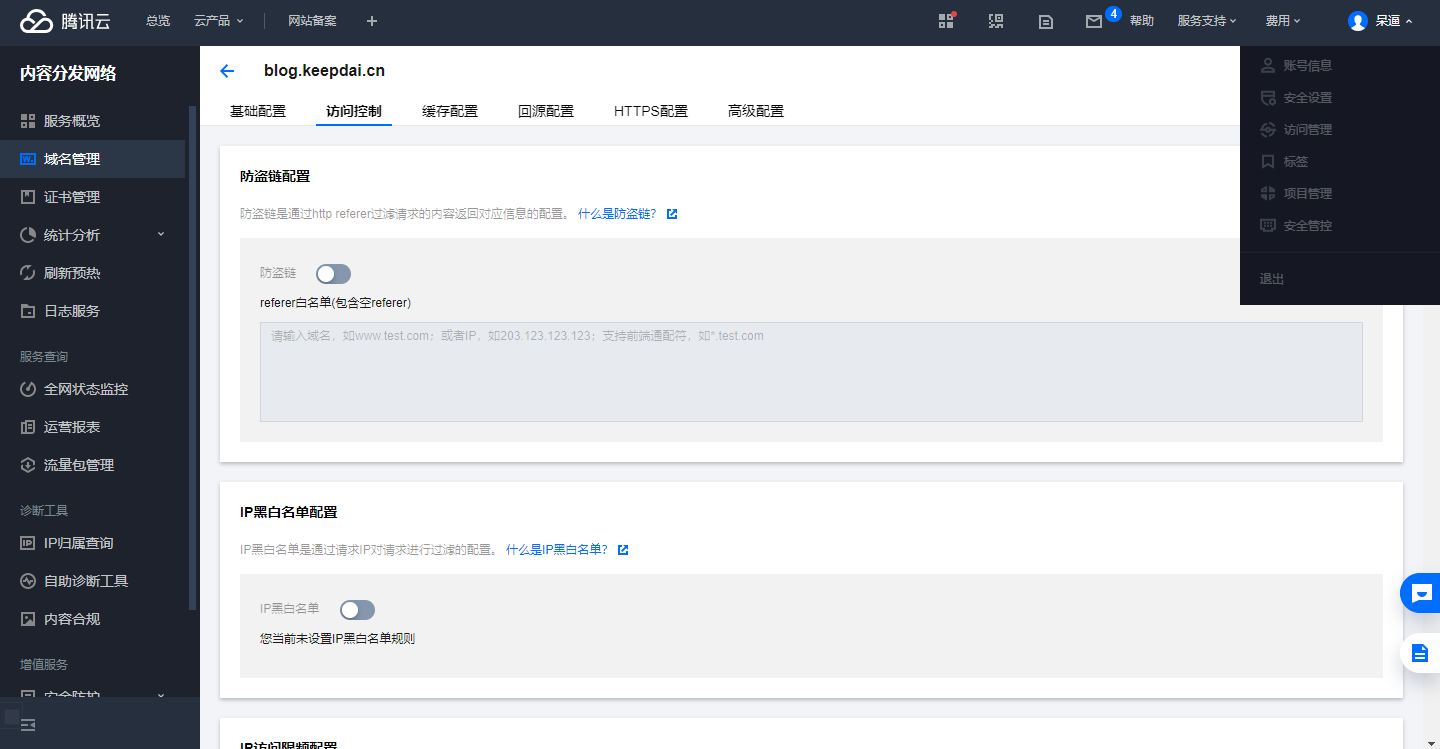 腾讯云
总览
云产品
网站备案
4
帮助
服务支持
费用
呆逼
账号信息
安全设置
访问管理
标签
项目管理
安全管控
退出
内容分发网络
服务概览
域名管理
证书管理
统计分析
刷新预热
日志服务
服务查询
全网状态监控
运营报表
流量包管理
诊断工具
IP归属查询
自助诊断工具
内容合规
增值服务
安全防护
blog.keepdai.cn
基础配置
访问控制
缓存配置
回源配置
HTTPS配置
高级配置
防盗链配置
防盗链是通过http referer过滤请求的内容返回对应信息的配置。 什么是防盗链?
防盗链
referer白名单(包含空referer)
请输入域名，如www.test.com；或者IP，如203.123.123.123；支持前端通配符，如*.test.com
IP黑白名单配置
IP黑白名单是通过请求IP对请求进行过滤的配置。 什么是IP黑白名单?
IP黑白名单
您当前未设置IP黑白名单规则
IP访问限频配置